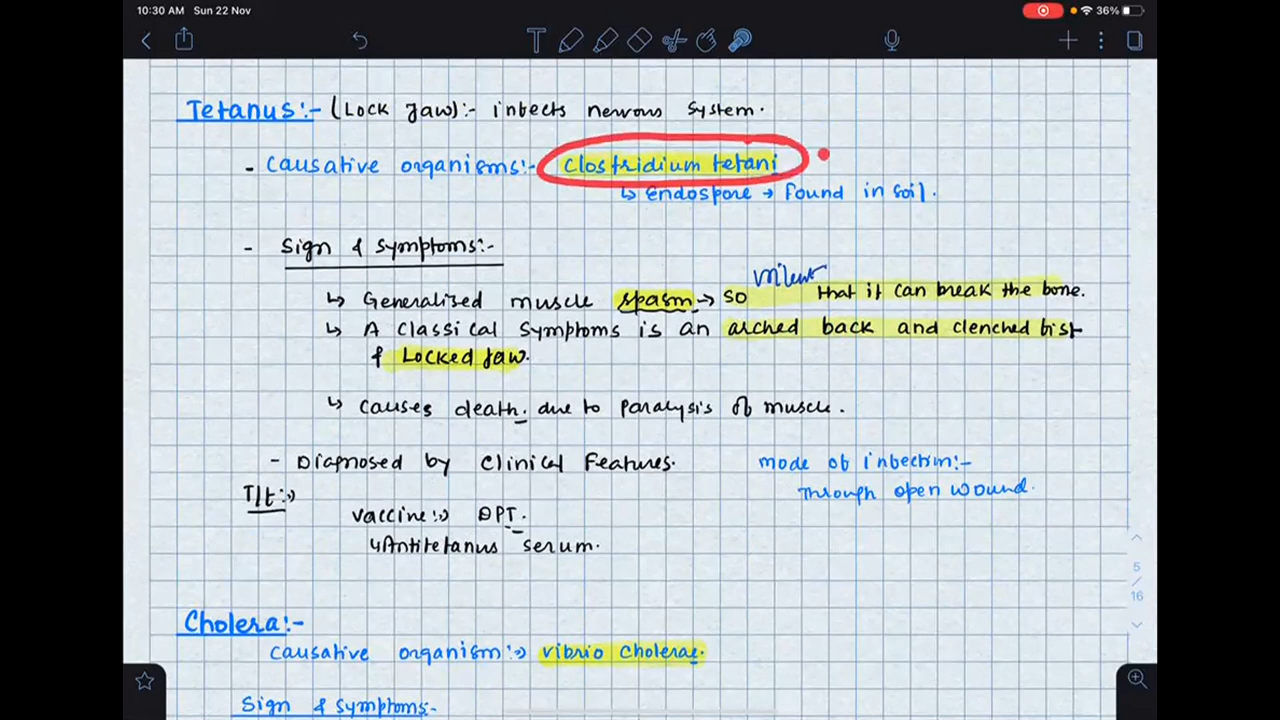 10:30 AM Sun 22 Nov
36%
Tetanus:- (Lock Jaw):- infects nervous system.
- Causative organisms:- Clostridium tetani
↳ Endospore → Found in soil.
- Sign & Symptoms:-
↳ Generalised muscle spasm → so violent that it can break the bone.
↳ A Classical Symptoms is an arched back and clenched fist
& Locked Jaw.
↳ Causes death. due to Paralysis of muscle.
- Diagnosed by Clinical Features.
mode of infection:-
Through open wound.
T/t:→
Vaccine:→ DPT.
↳Antitetanus serum.
5
/
16
Cholera:-
Causative organism:→ vibrio Cholerae.
Sign & symptoms:-